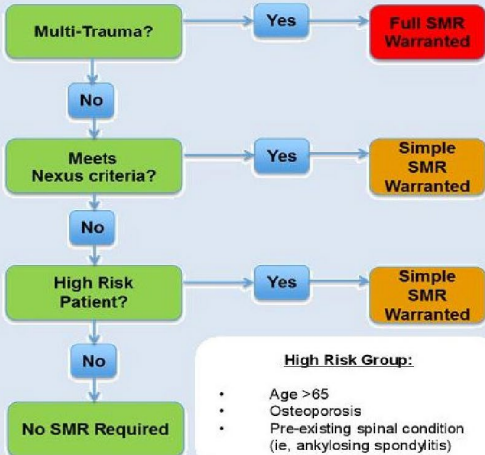 Multi-Trauma?
Yes
Full SMR
Warranted
No
Meets
Nexus criteria?
Yes
Simple
SMR
Warranted
No
High Risk
Patient?
Yes
Simple
SMR
Warranted
No
No SMR Required
High Risk Group:
• Age >65
• Osteoporosis
• Pre-existing spinal condition
(ie, ankylosing spondylitis)